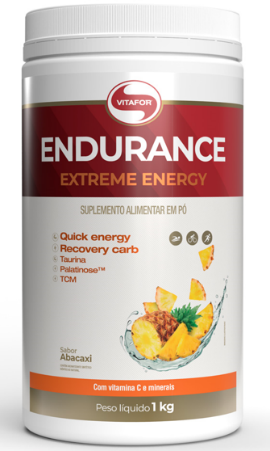 VITAFOR®
ENDURANCE
EXTREME ENERGY
SUPLEMENTO ALIMENTAR EM PÓ
Quick energy
Recovery carb
Taurina
Palatinose™
TCM
Sabor
Abacaxi
Com vitamina C e minerais
Peso líquido 1 kg